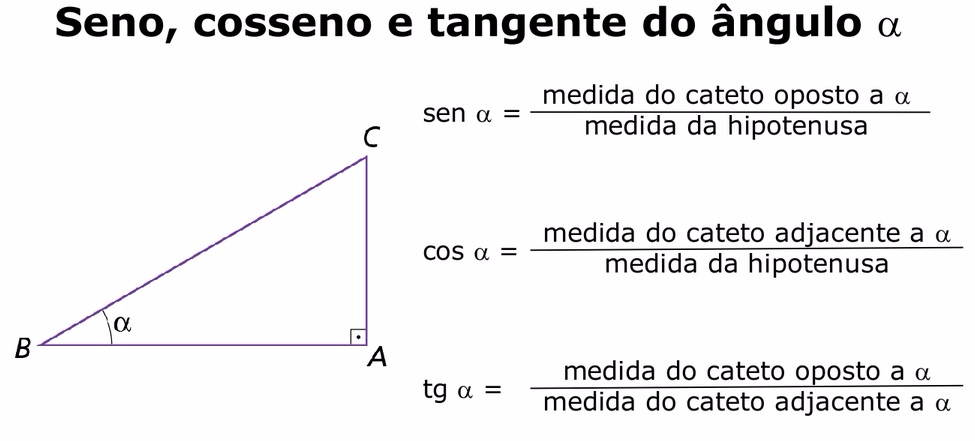 Seno, cosseno e tangente do ângulo α
sen α = medida do cateto oposto a α
medida da hipotenusa
C
cos α = medida do cateto adjacente a α
medida da hipotenusa
α
B
A
tg α = medida do cateto oposto a α
medida do cateto adjacente a α